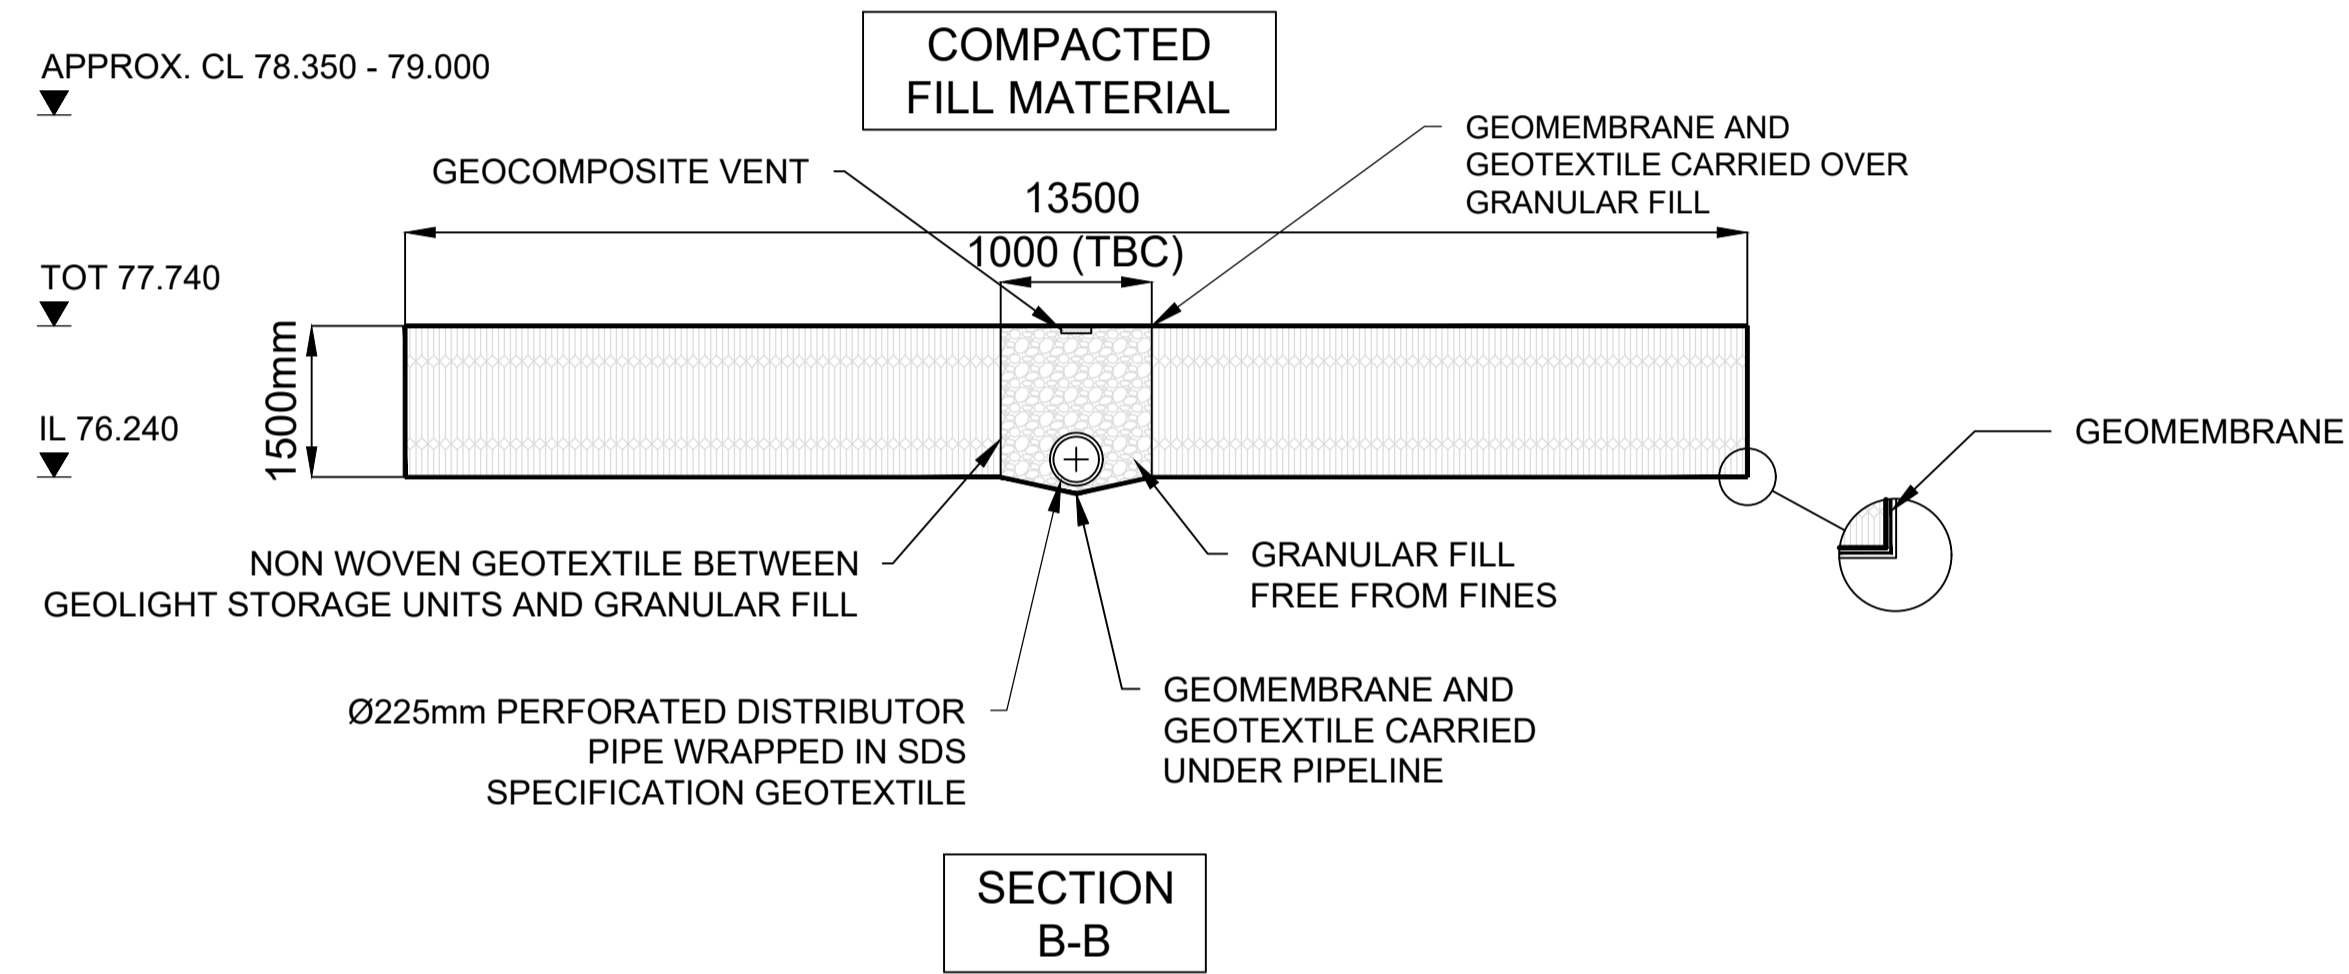 COMPACTED
FILL MATERIAL
APPROX. CL 78.350 - 79.000
GEOMEMBRANE AND
GEOTEXTILE CARRIED OVER
GRANULAR FILL
GEOCOMPOSITE VENT
13500
1000 (TBC)
TOT 77.740
1500mm
IL 76.240
GEOMEMBRANE
NON WOVEN GEOTEXTILE BETWEEN
GEOLIGHT STORAGE UNITS AND GRANULAR FILL
GRANULAR FILL
FREE FROM FINES
Ø225mm PERFORATED DISTRIBUTOR
PIPE WRAPPED IN SDS
SPECIFICATION GEOTEXTILE
GEOMEMBRANE AND
GEOTEXTILE CARRIED
UNDER PIPELINE
SECTION
B-B